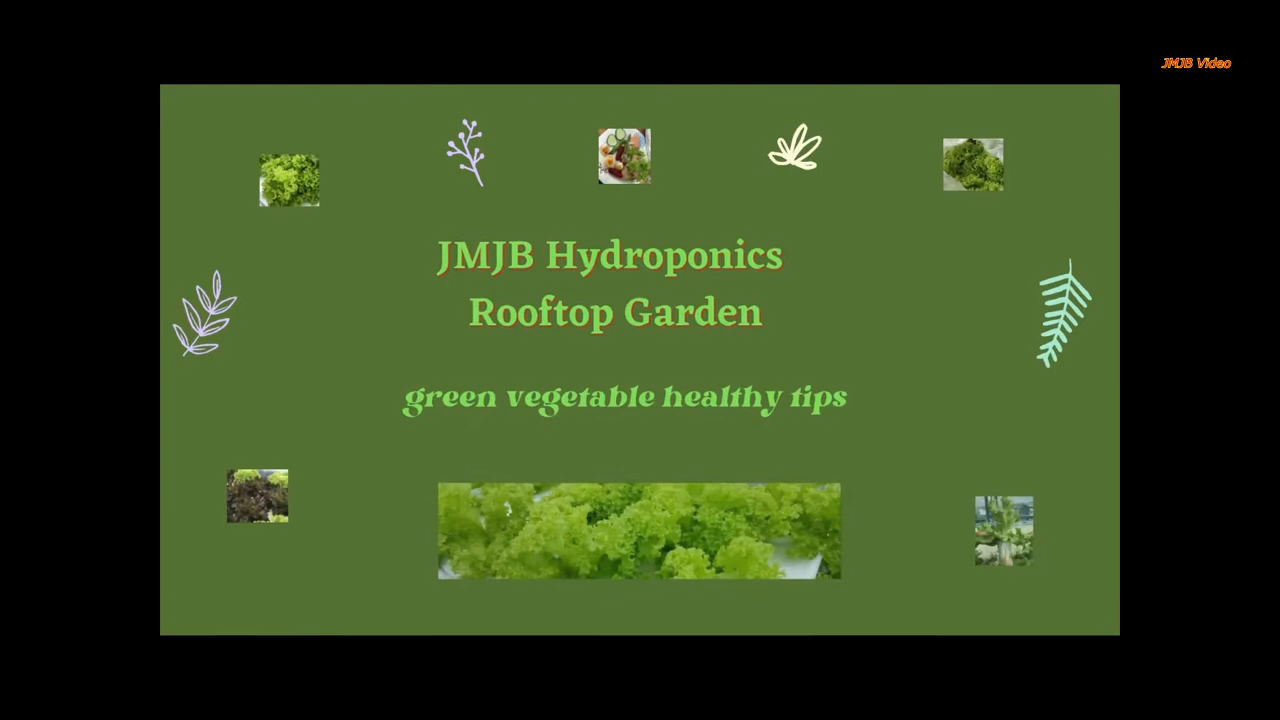 JMJB Video
JMJB Hydroponics
Rooftop Garden
green vegetable healthy tips